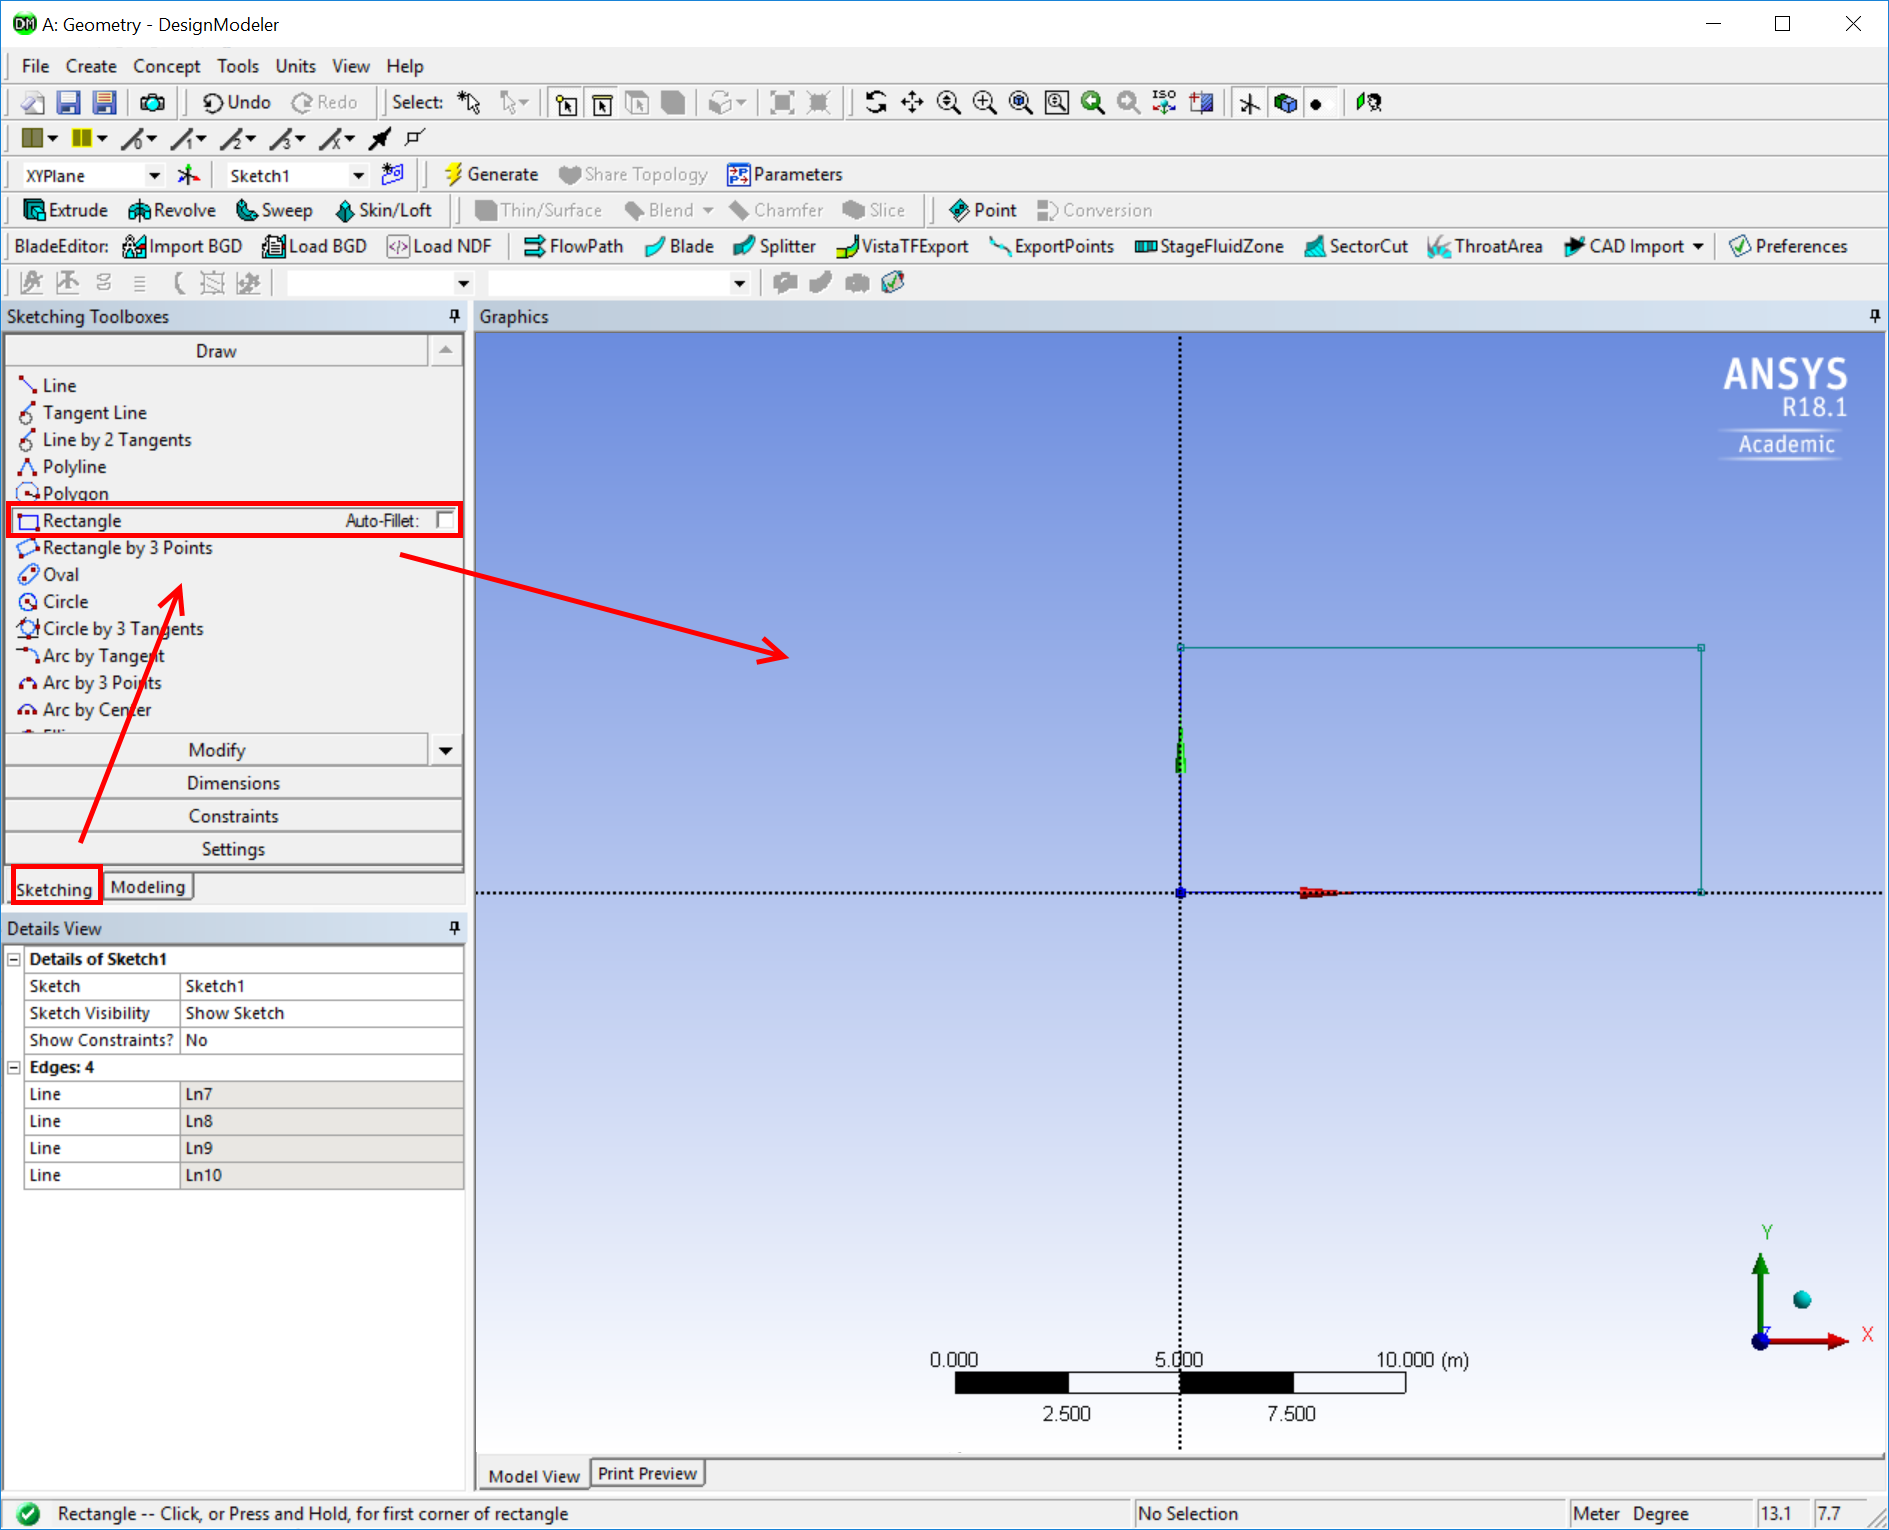 A: Geometry - DesignModeler
File Create Concept Tools Units View Help
Undo Redo Select: ISO
0 1 2 3 x
XYPlane Sketch1 Generate Share Topology Parameters
Extrude Revolve Sweep Skin/Loft Thin/Surface Blend Chamfer Slice Point Conversion
BladeEditor: Import BGD Load BGD Load NDF FlowPath Blade Splitter VistaTFExport ExportPoints StageFluidZone SectorCut ThroatArea CAD Import Preferences
Sketching Toolboxes
Graphics
Draw
Line
Tangent Line
Line by 2 Tangents
Polyline
Polygon
Rectangle Auto-Fillet:
Rectangle by 3 Points
Oval
Circle
Circle by 3 Tangents
Arc by Tangent
Arc by 3 Points
Arc by Center
Modify
Dimensions
Constraints
Settings
Sketching Modeling
Details View
Details of Sketch1
Sketch Sketch1
Sketch Visibility Show Sketch
Show Constraints? No
Edges: 4
Line Ln7
Line Ln8
Line Ln9
Line Ln10
ANSYS
R18.1
Academic
Y
Z X
0.000 5.000 10.000 (m)
2.500 7.500
Model View Print Preview
Rectangle -- Click, or Press and Hold, for first corner of rectangle No Selection Meter Degree 13.1 7.7